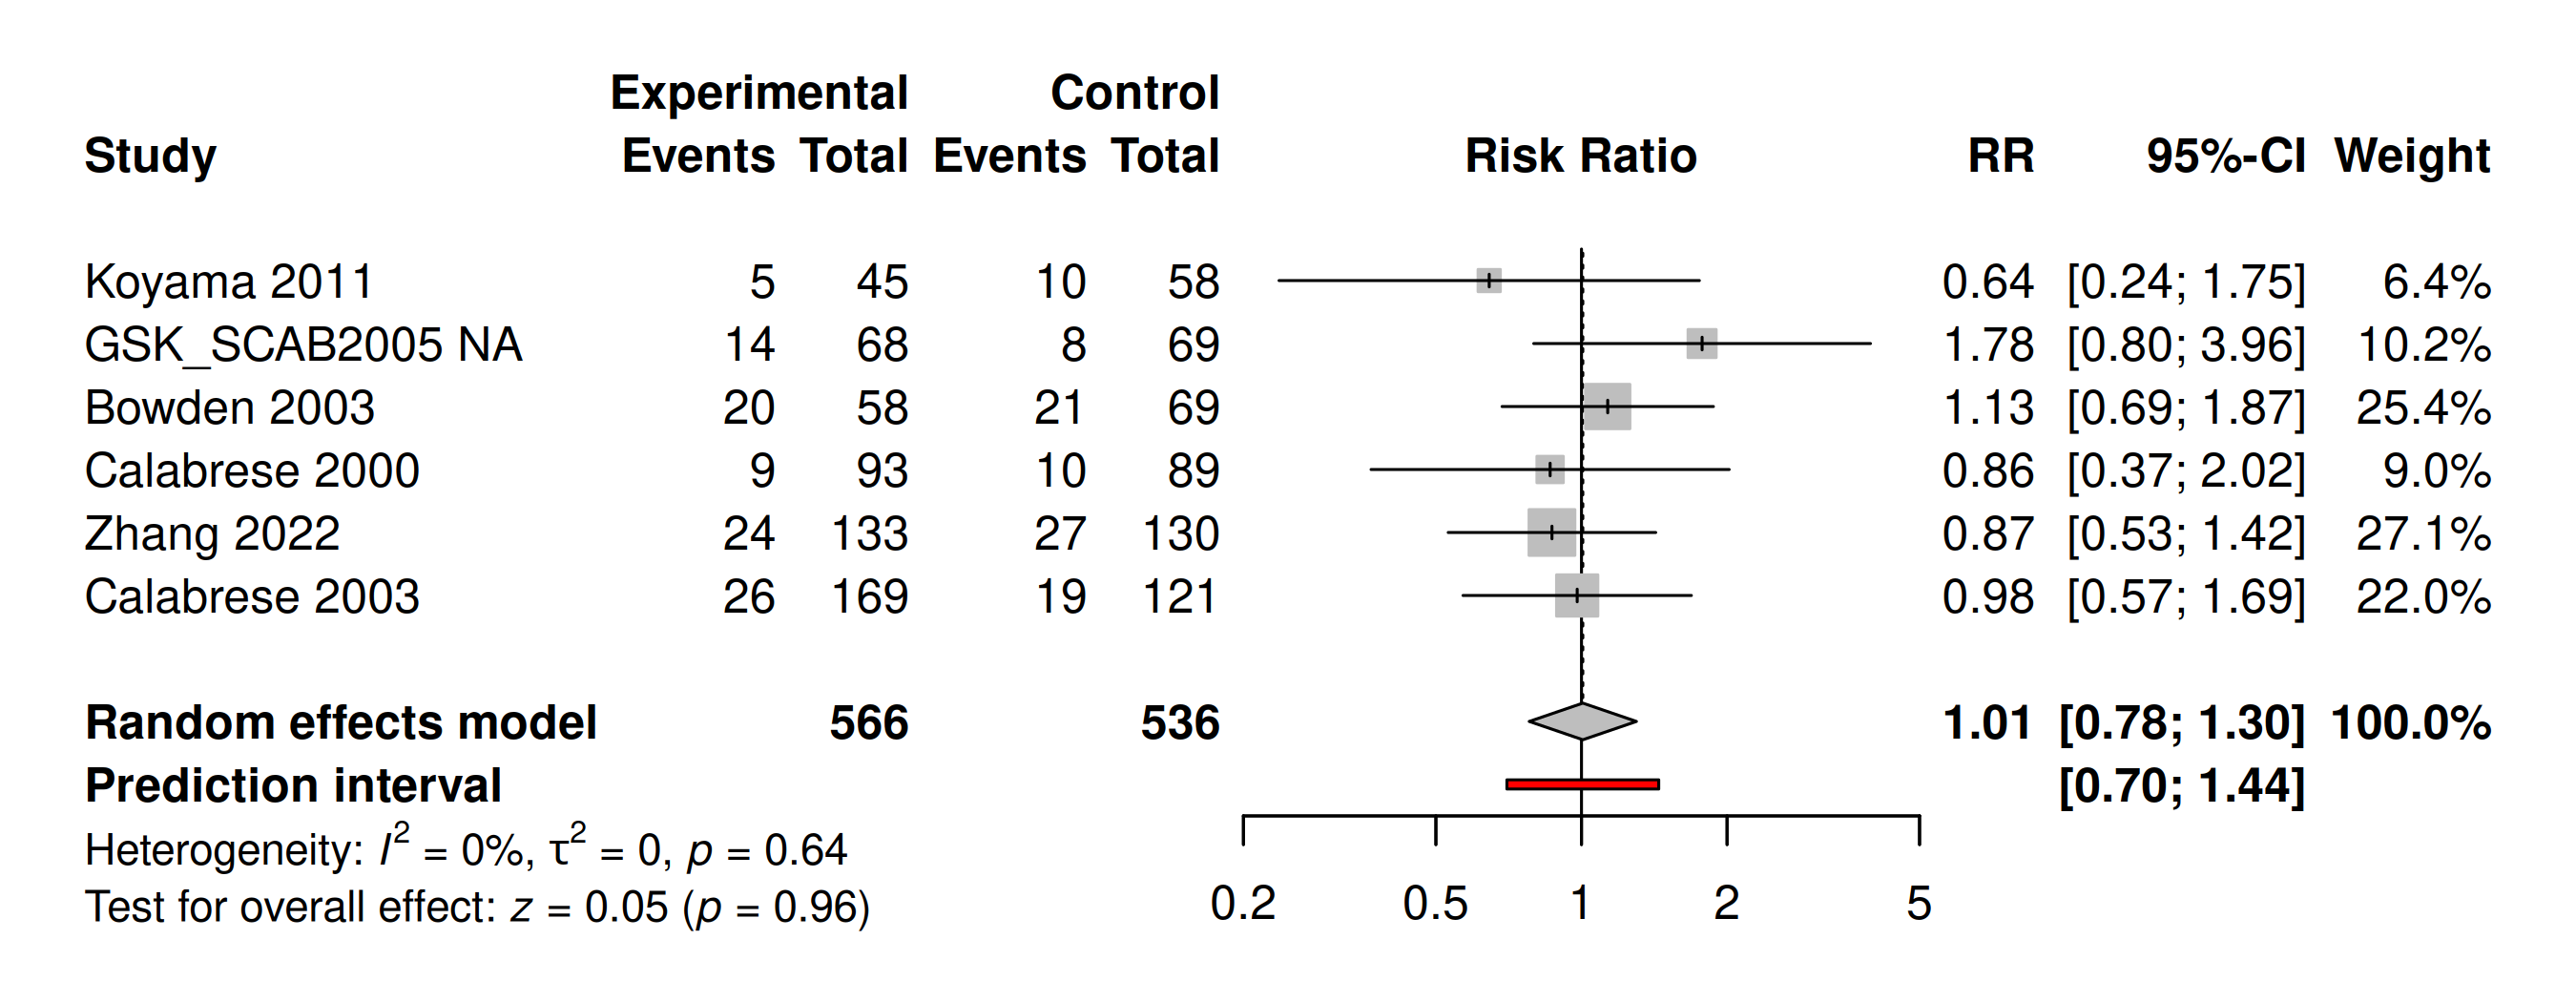 Experimental Control
Study Events Total Events Total Risk Ratio RR 95%-CI Weight
Koyama 2011 5 45 10 58 0.64 [0.24; 1.75] 6.4%
GSK_SCAB2005 NA 14 68 8 69 1.78 [0.80; 3.96] 10.2%
Bowden 2003 20 58 21 69 1.13 [0.69; 1.87] 25.4%
Calabrese 2000 9 93 10 89 0.86 [0.37; 2.02] 9.0%
Zhang 2022 24 133 27 130 0.87 [0.53; 1.42] 27.1%
Calabrese 2003 26 169 19 121 0.98 [0.57; 1.69] 22.0%
Random effects model 566 536 1.01 [0.78; 1.30] 100.0%
Prediction interval [0.70; 1.44]
Heterogeneity: I² = 0%, τ² = 0, p = 0.64
Test for overall effect: z = 0.05 (p = 0.96)
0.2 0.5 1 2 5